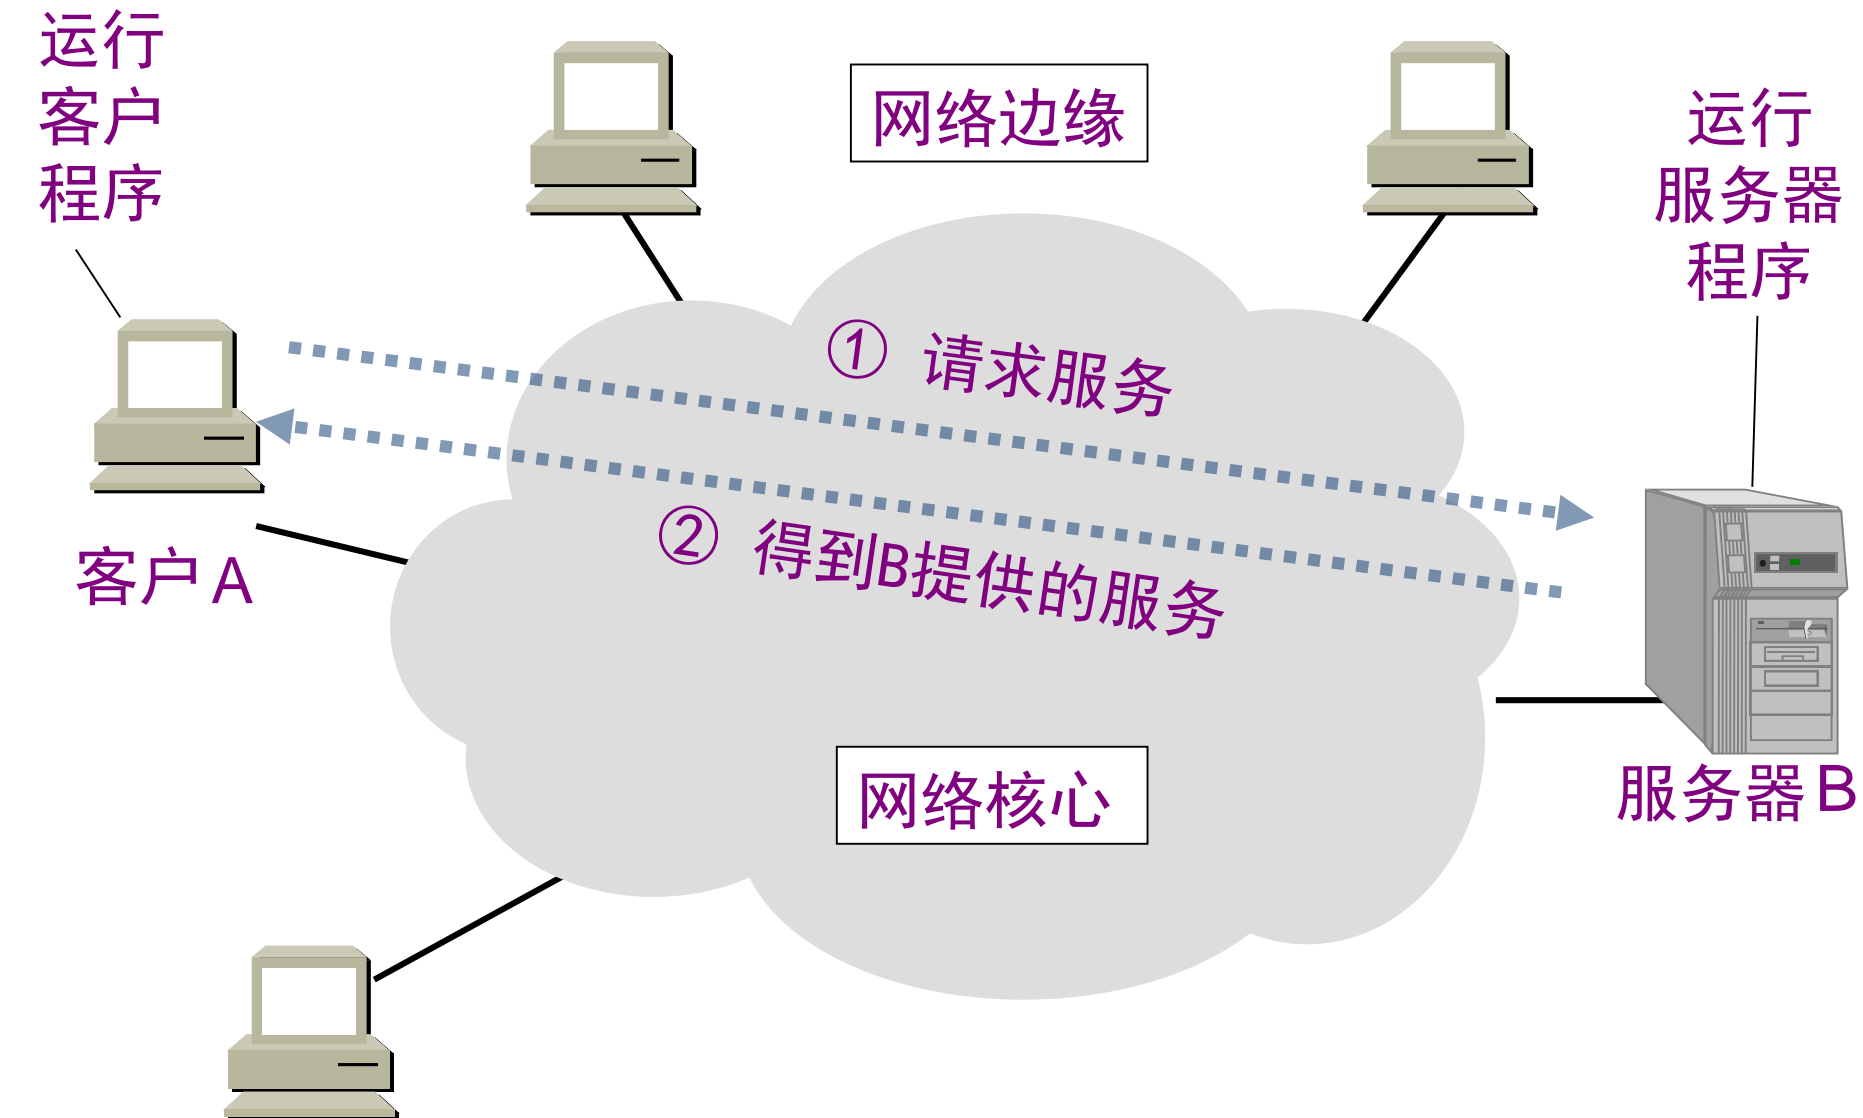 运行
客户
程序
网络边缘
运行
服务器
程序
① 请求服务
② 得到B提供的服务
客户 A
网络核心
服务器 B